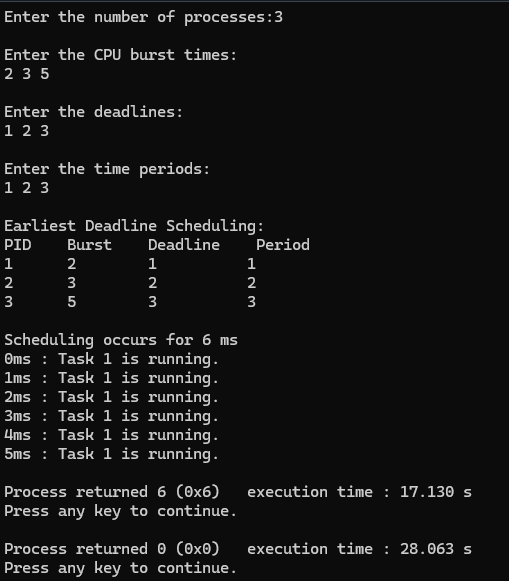 Enter the number of processes:3
Enter the CPU burst times:
2 3 5
Enter the deadlines:
1 2 3
Enter the time periods:
1 2 3
Earliest Deadline Scheduling:
PID Burst Deadline Period
1 2 1 1
2 3 2 2
3 5 3 3
Scheduling occurs for 6 ms
0ms : Task 1 is running.
1ms : Task 1 is running.
2ms : Task 1 is running.
3ms : Task 1 is running.
4ms : Task 1 is running.
5ms : Task 1 is running.
Process returned 6 (0x6) execution time : 17.130 s
Press any key to continue.
Process returned 0 (0x0) execution time : 28.063 s
Press any key to continue.